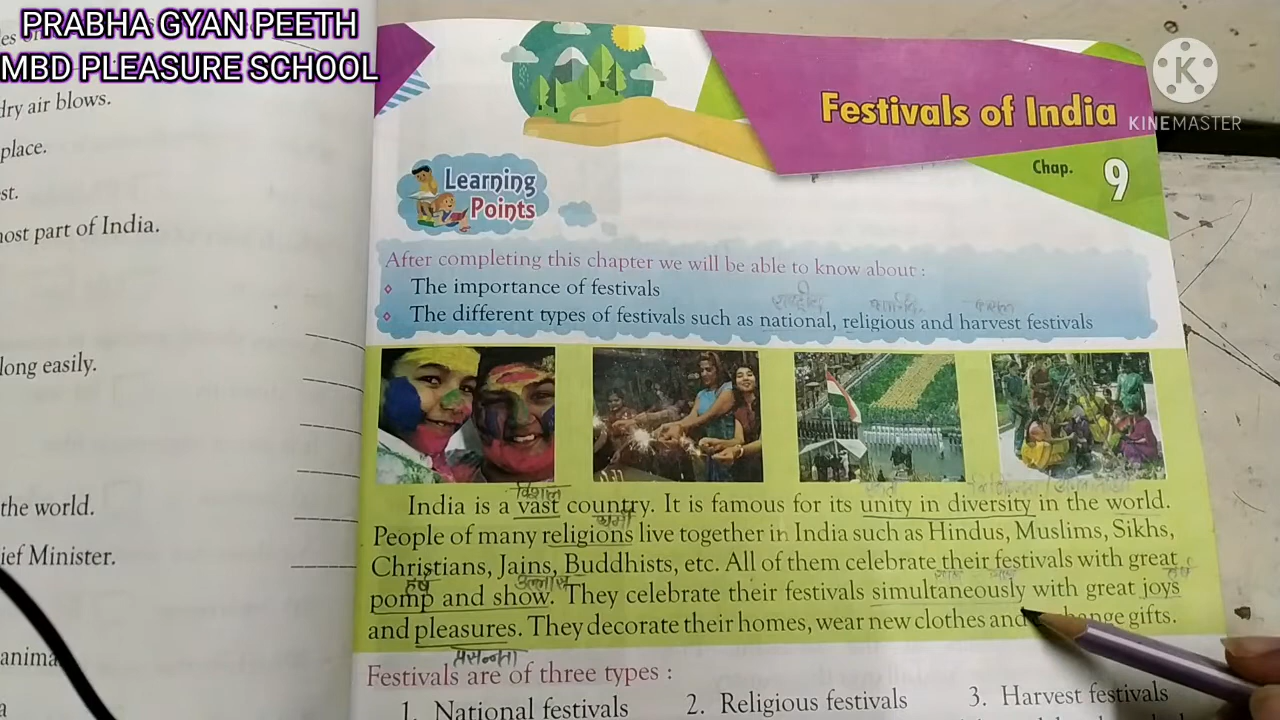 PRABHA GYAN PEETH
MBD PLEASURE SCHOOL
KINEMASTER
dry air blows.
place.
st.
most part of India.
long easily.
the world.
ief Minister.
anima
Festivals of India
Chap. 9
Learning
Points
After completing this chapter we will be able to know about :
The importance of festivals
राष्ट्रीय धार्मिक फसल
The different types of festivals such as national, religious and harvest festivals
विशाल
India is a vast country. It is famous for its unity in diversity in the world.
धर्मों
People of many religions live together in India such as Hindus, Muslims, Sikhs,
Christians, Jains, Buddhists, etc. All of them celebrate their festivals with great
हर्ष उल्लास साथ साथ हर्ष
pomp and show. They celebrate their festivals simultaneously with great joys
and pleasures. They decorate their homes, wear new clothes and change gifts.
प्रसन्नता
Festivals are of three types :
1. National festivals 2. Religious festivals 3. Harvest festivals